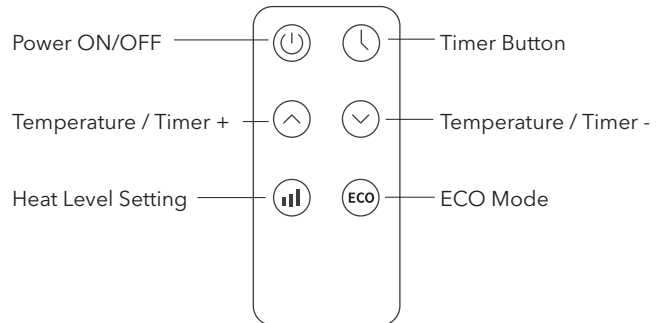 Power ON/OFF
Timer Button
Temperature / Timer +
Temperature / Timer -
Heat Level Setting
ECO
ECO Mode